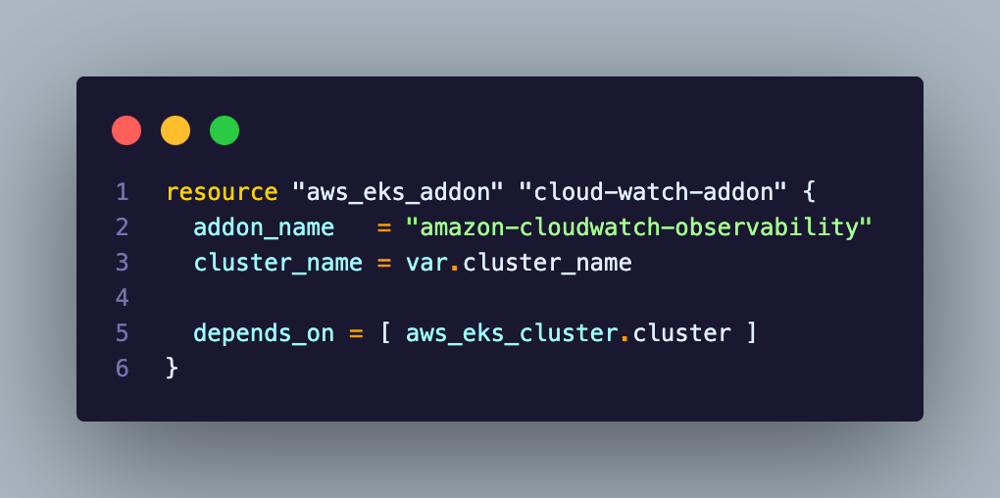 1 resource "aws_eks_addon" "cloud-watch-addon" {
2   addon_name   = "amazon-cloudwatch-observability"
3   cluster_name = var.cluster_name
4
5   depends_on = [ aws_eks_cluster.cluster ]
6 }